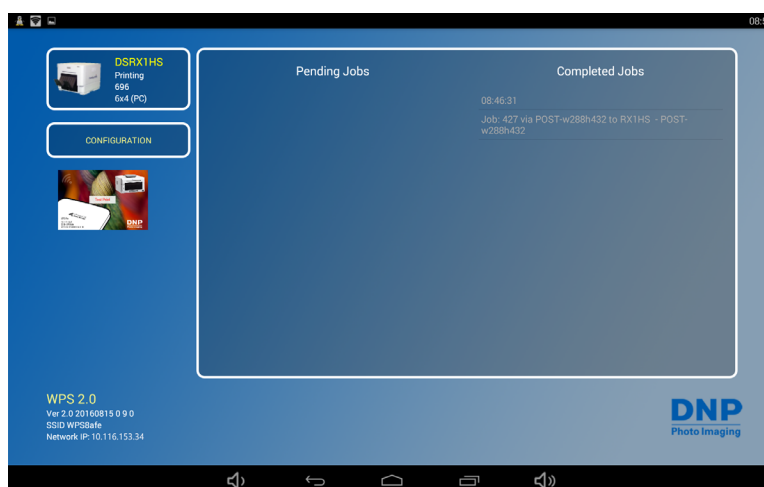 08:
DSRX1HS
Printing
696
6x4 (PC)
CONFIGURATION
DNP
Pending Jobs
Completed Jobs
08:46:31
Job: 427 via POST-w288h432 to RX1HS - POST-
w288h432
WPS 2.0
Ver 2.0 20160815 0 9 0
SSID WPS8afe
Network IP: 10.116.153.34
DNP
Photo Imaging